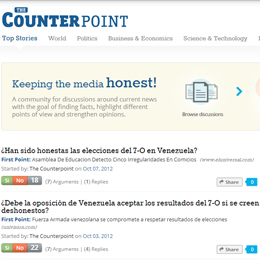 THE
COUNTERPOINT
Top Stories World Politics Business & Economics Science & Technology
Keeping the media honest!
A community for discussions around current news
with the goal of finding facts, highlight different
points of view and strengthen opinions.
Browse discussions
¿Han sido honestas las elecciones del 7-O en Venezuela?
First Point: Asamblea De Educacion Detecto Cinco Irregularidades En Comicios (www.eluniversal.com/)
Started by: The Counterpoint on Oct 07, 2012
Si No 18 (7) Arguments | (1) Replies Share 0
¿Debe la oposición de Venezuela aceptar los resultados del 7-O si se creen
deshonestos?
First Point: Fuerza Armada venezolana se compromete a respetar resultados de elecciones
Started by: The Counterpoint on Oct 03, 2012
Si No 22 (7) Arguments | (4) Replies Share 0